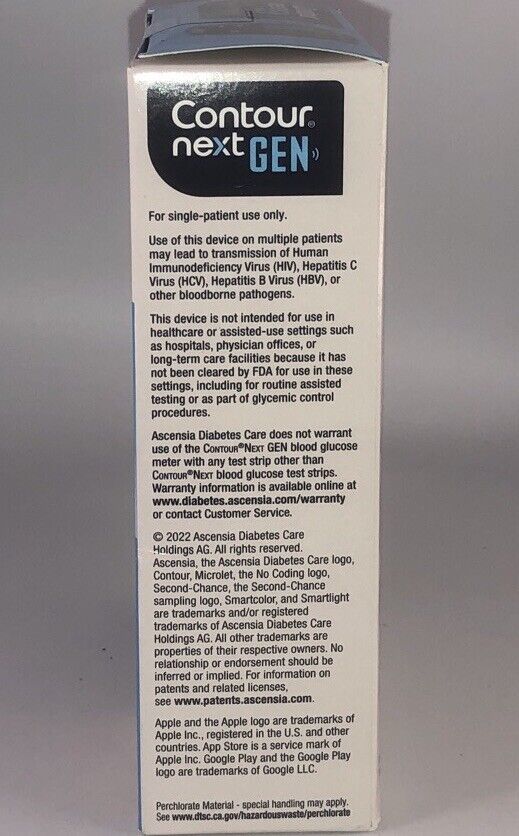 Contour®
next GEN
For single-patient use only.
Use of this device on multiple patients
may lead to transmission of Human
Immunodeficiency Virus (HIV), Hepatitis C
Virus (HCV), Hepatitis B Virus (HBV), or
other bloodborne pathogens.
This device is not intended for use in
healthcare or assisted-use settings such
as hospitals, physician offices, or
long-term care facilities because it has
not been cleared by FDA for use in these
settings, including for routine assisted
testing or as part of glycemic control
procedures.
Ascensia Diabetes Care does not warrant
use of the CONTOUR®NEXT GEN blood glucose
meter with any test strip other than
CONTOUR®NEXT blood glucose test strips.
Warranty information is available online at
www.diabetes.ascensia.com/warranty
or contact Customer Service.
© 2022 Ascensia Diabetes Care
Holdings AG. All rights reserved.
Ascensia, the Ascensia Diabetes Care logo,
Contour, Microlet, the No Coding logo,
Second-Chance, the Second-Chance
sampling logo, Smartcolor, and Smartlight
are trademarks and/or registered
trademarks of Ascensia Diabetes Care
Holdings AG. All other trademarks are
properties of their respective owners. No
relationship or endorsement should be
inferred or implied. For information on
patents and related licenses,
see www.patents.ascensia.com.
Apple and the Apple logo are trademarks of
Apple Inc., registered in the U.S. and other
countries. App Store is a service mark of
Apple Inc. Google Play and the Google Play
logo are trademarks of Google LLC.
Perchlorate Material - special handling may apply.
See www.dtsc.ca.gov/hazardouswaste/perchlorate